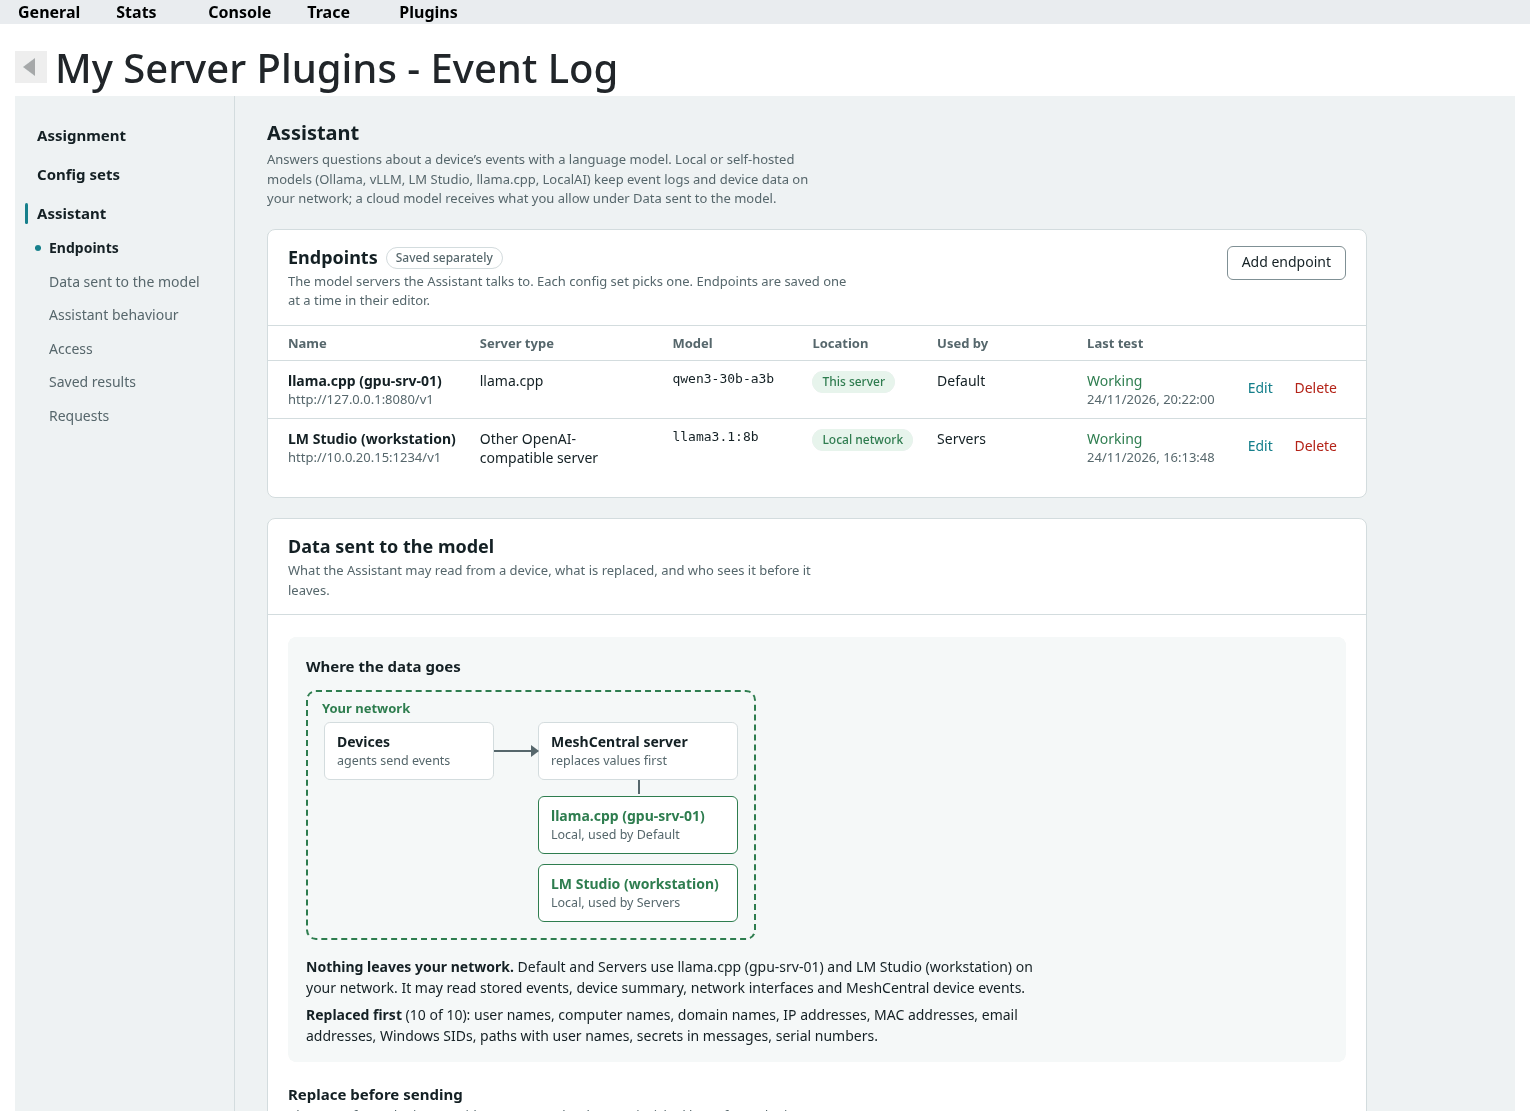 General Stats Console Trace Plugins
My Server Plugins - Event Log
Assignment
Config sets
Assistant
Endpoints
Data sent to the model
Assistant behaviour
Access
Saved results
Requests
Assistant
Answers questions about a device’s events with a language model. Local or self-hosted
models (Ollama, vLLM, LM Studio, llama.cpp, LocalAI) keep event logs and device data on
your network; a cloud model receives what you allow under Data sent to the model.
Endpoints Saved separately
Add endpoint
The model servers the Assistant talks to. Each config set picks one. Endpoints are saved one
at a time in their editor.
Name Server type Model Location Used by Last test
llama.cpp (gpu-srv-01) llama.cpp qwen3-30b-a3b This server Default Working
http://127.0.0.1:8080/v1 24/11/2026, 20:22:00 Edit Delete
LM Studio (workstation) Other OpenAI- llama3.1:8b Local network Servers Working
http://10.0.20.15:1234/v1 compatible server 24/11/2026, 16:13:48 Edit Delete
Data sent to the model
What the Assistant may read from a device, what is replaced, and who sees it before it
leaves.
Where the data goes
Your network
Devices
agents send events
MeshCentral server
replaces values first
llama.cpp (gpu-srv-01)
Local, used by Default
LM Studio (workstation)
Local, used by Servers
Nothing leaves your network. Default and Servers use llama.cpp (gpu-srv-01) and LM Studio (workstation) on
your network. It may read stored events, device summary, network interfaces and MeshCentral device events.
Replaced first (10 of 10): user names, computer names, domain names, IP addresses, MAC addresses, email
addresses, Windows SIDs, paths with user names, secrets in messages, serial numbers.
Replace before sending